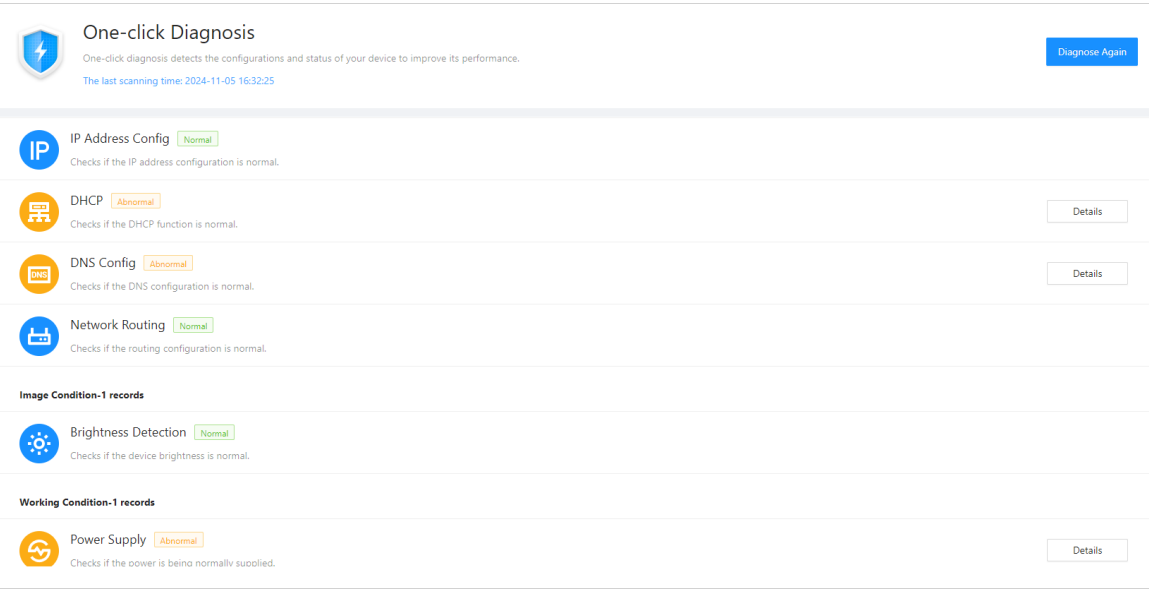 One-click Diagnosis
One-click diagnosis detects the configurations and status of your device to improve its performance.
Diagnose Again
The last scanning time: 2024-11-05 16:32:25
IP
IP Address Config Normal
Checks if the IP address configuration is normal.
DHCP Abnormal
Checks if the DHCP function is normal.
Details
DNS
DNS Config Abnormal
Checks if the DNS configuration is normal.
Details
Network Routing Normal
Checks if the routing configuration is normal.
Image Condition-1 records
Brightness Detection Normal
Checks if the device brightness is normal.
Working Condition-1 records
Power Supply Abnormal
Checks if the power is being normally supplied.
Details